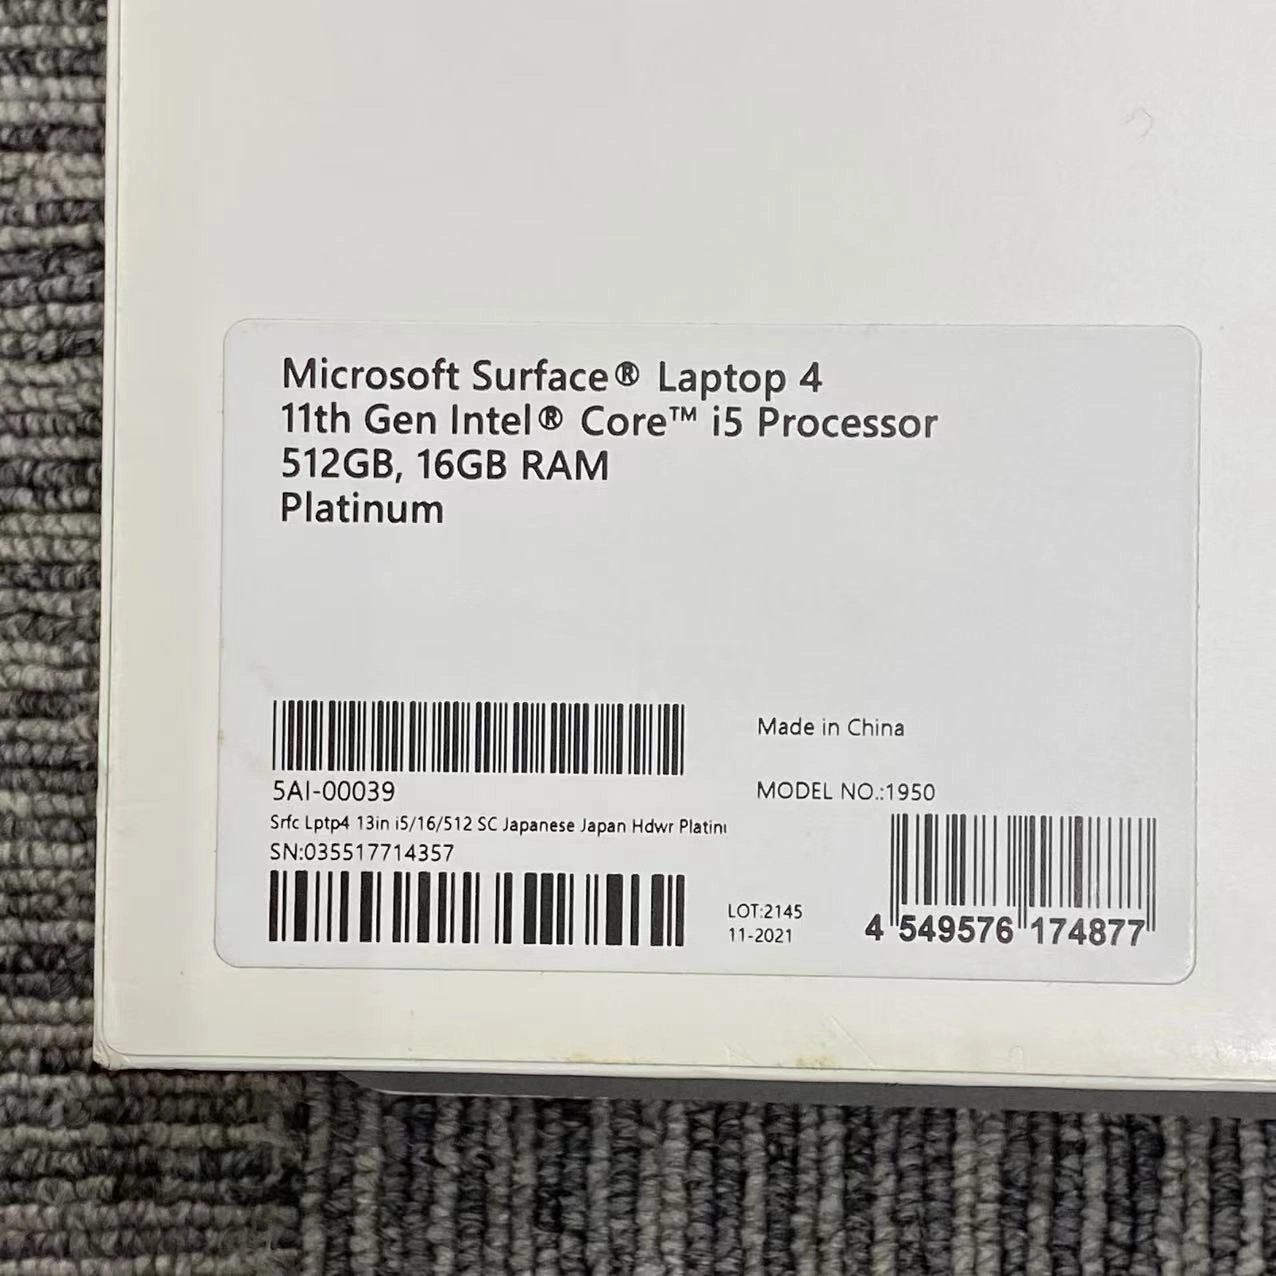 Microsoft Surface® Laptop 4
11th Gen Intel® Core™ i5 Processor
512GB, 16GB RAM
Platinum
5AI-00039
Srfc Lptp4 13in i5/16/512 SC Japanese Japan Hdwr Platinu
SN:035517714357
Made in China
MODEL NO.:1950
LOT:2145
11-2021
4 549576 174877